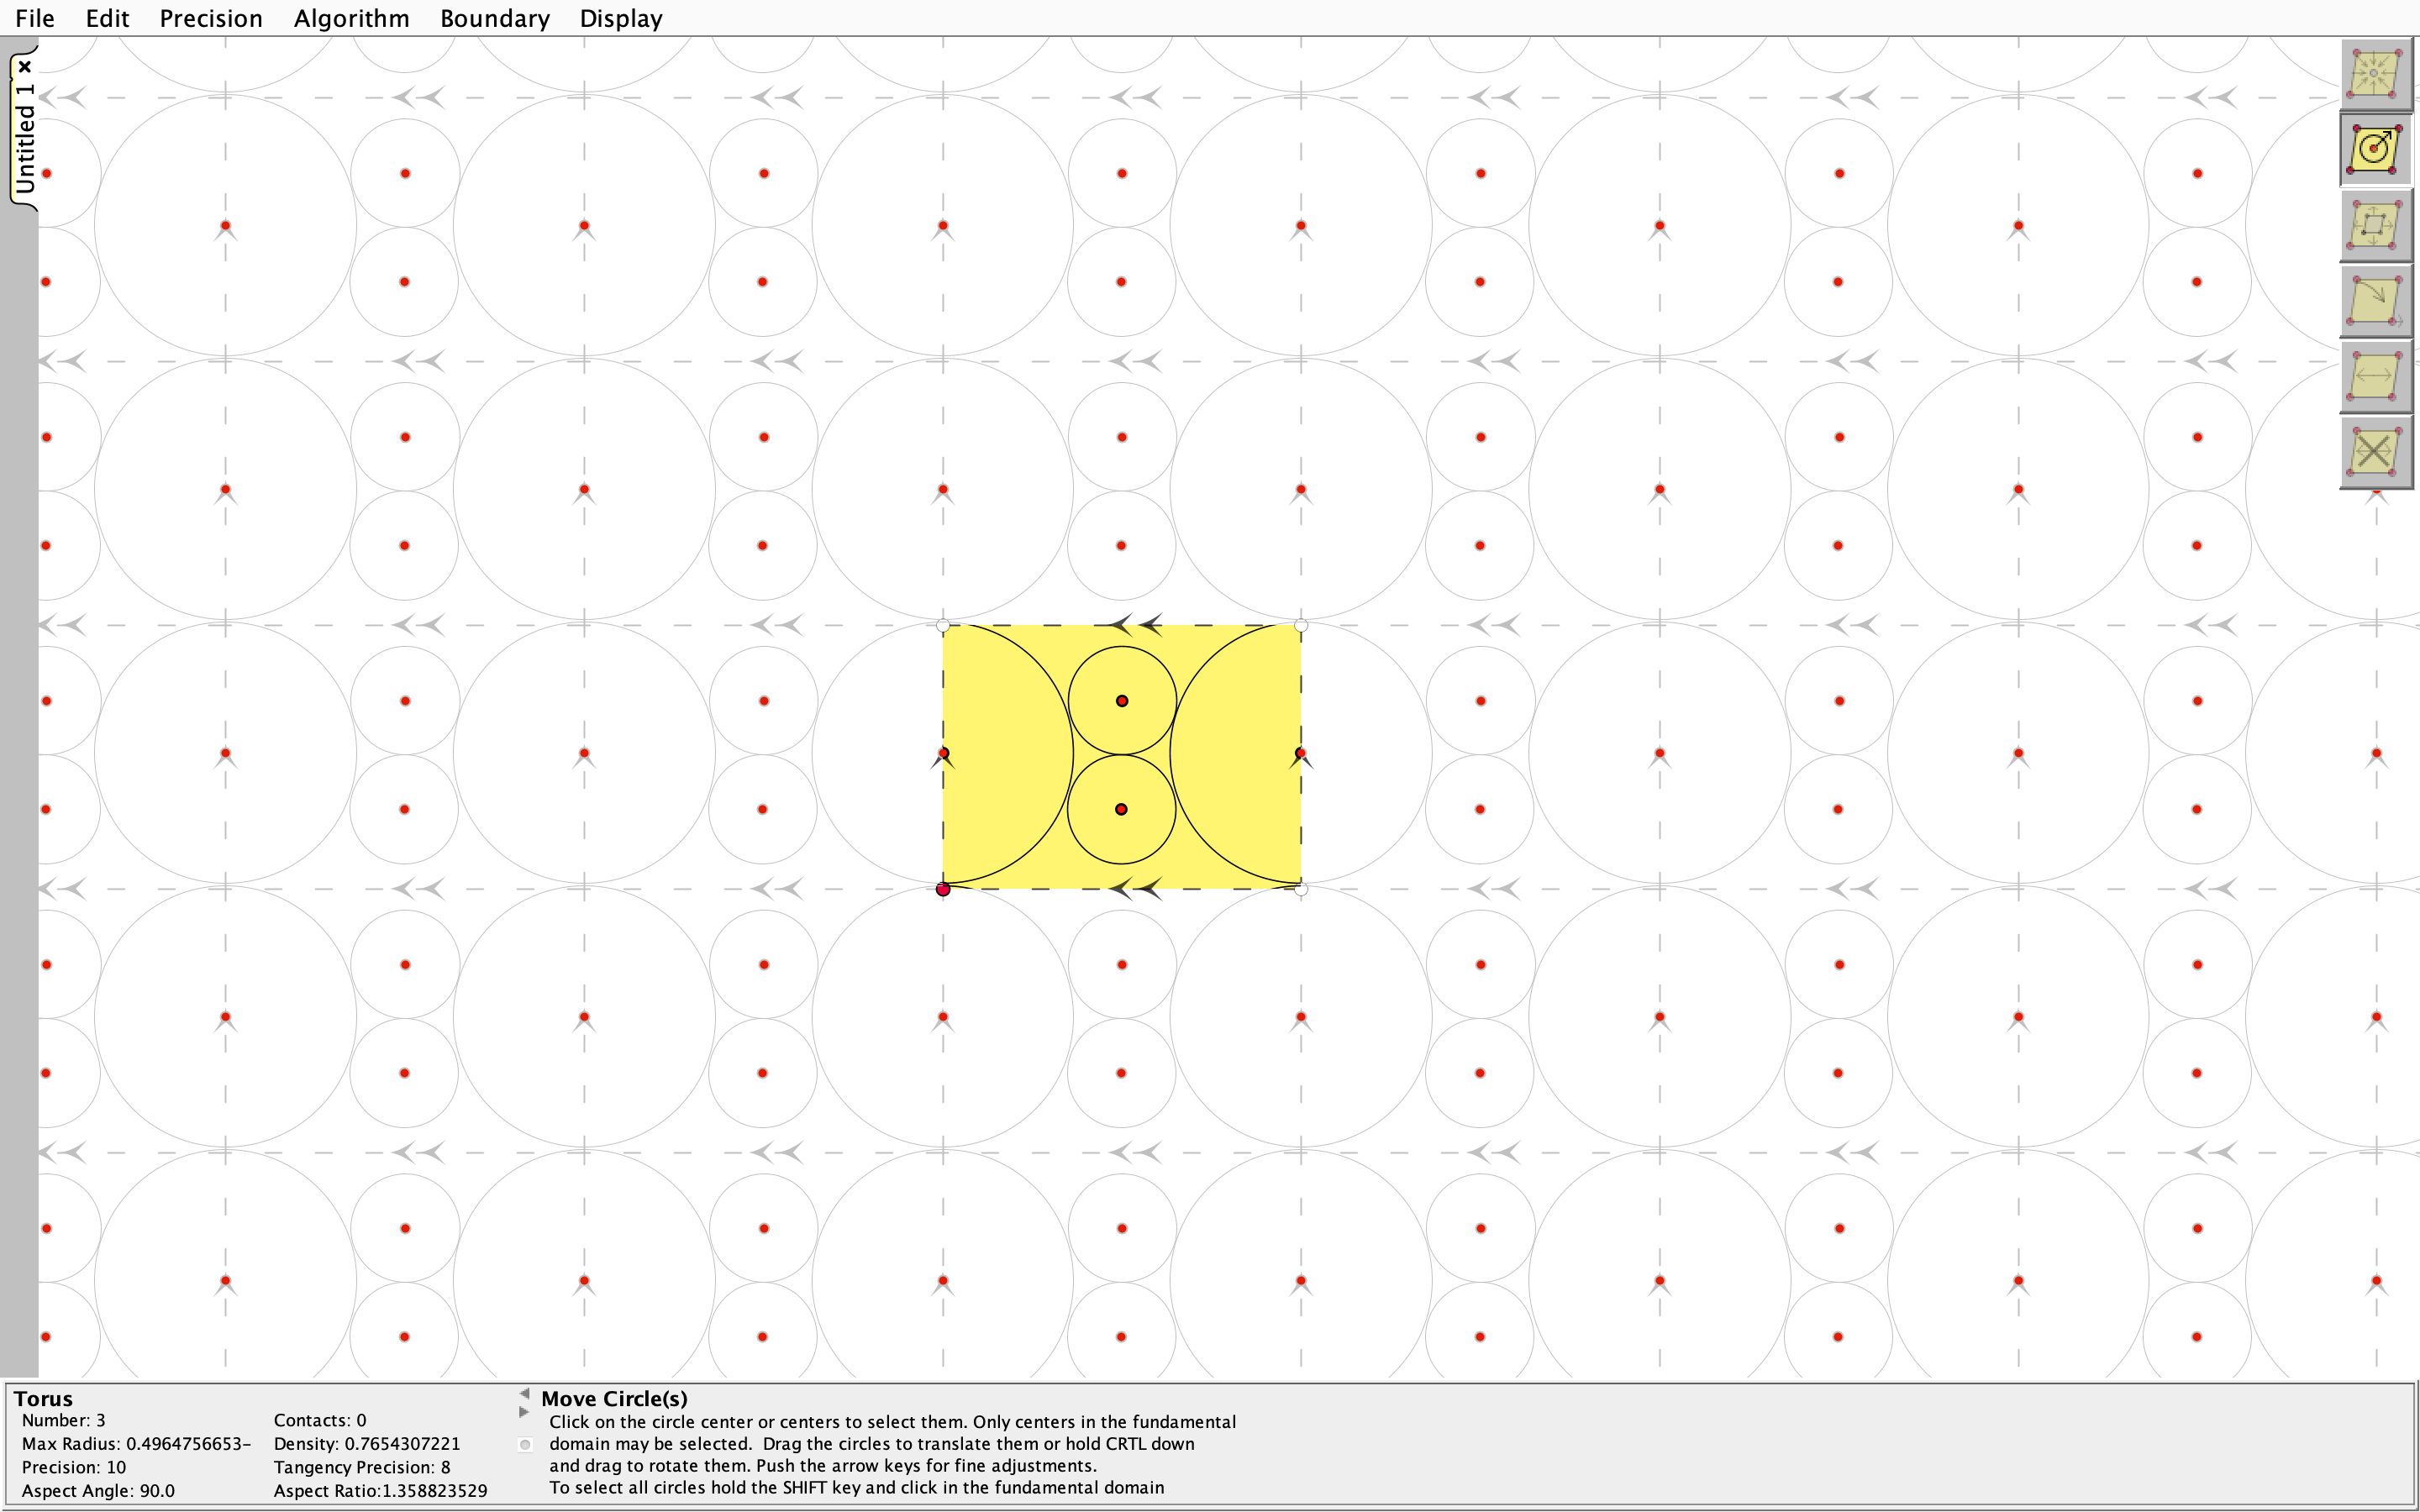 File Edit Precision Algorithm Boundary Display
Untitled 1 ×
Torus
Number: 3
Contacts: 0
Max Radius: 0.4964756653-
Density: 0.7654307221
Precision: 10
Tangency Precision: 8
Aspect Angle: 90.0
Aspect Ratio:1.358823529
Move Circle(s)
Click on the circle center or centers to select them. Only centers in the fundamental
domain may be selected.  Drag the circles to translate them or hold CRTL down
and drag to rotate them. Push the arrow keys for fine adjustments.
To select all circles hold the SHIFT key and click in the fundamental domain